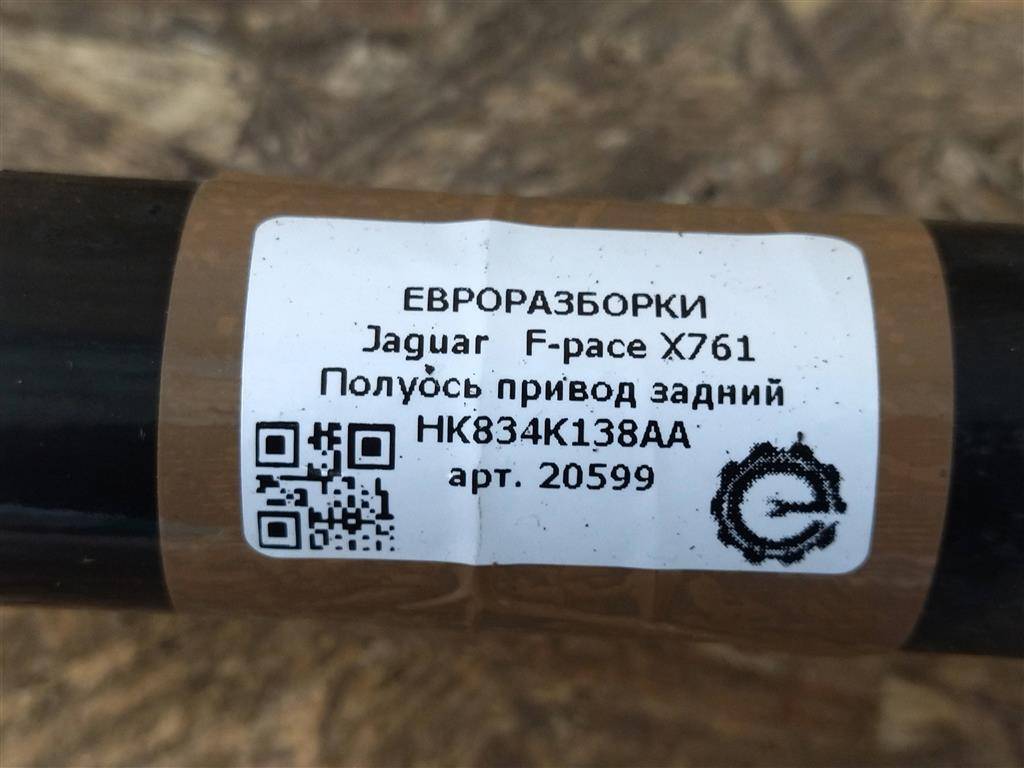 ЕВРОРАЗБОРКИ
Jaguar F-pace X761
Полуось привод задний
HK834K138AA
арт. 20599